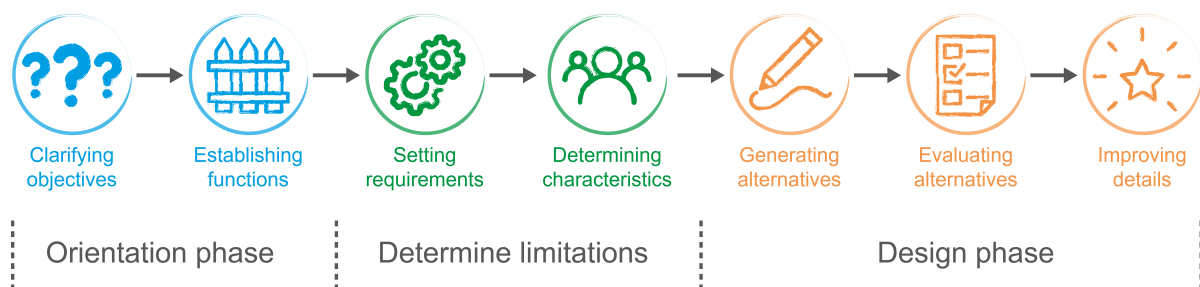 Clarifying
objectives
Establishing
functions
Setting
requirements
Determining
characteristics
Generating
alternatives
Evaluating
alternatives
Improving
details
Orientation phase
Determine limitations
Design phase